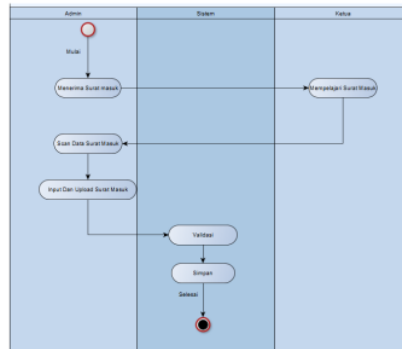 Admin
Sistem
Ketua
Mulai
Menerima Surat masuk
Mempelajari Surat Masuk
Scan Data Surat Masuk
Input Dan Upload Surat Masuk
Validasi
Simpan
Selesai